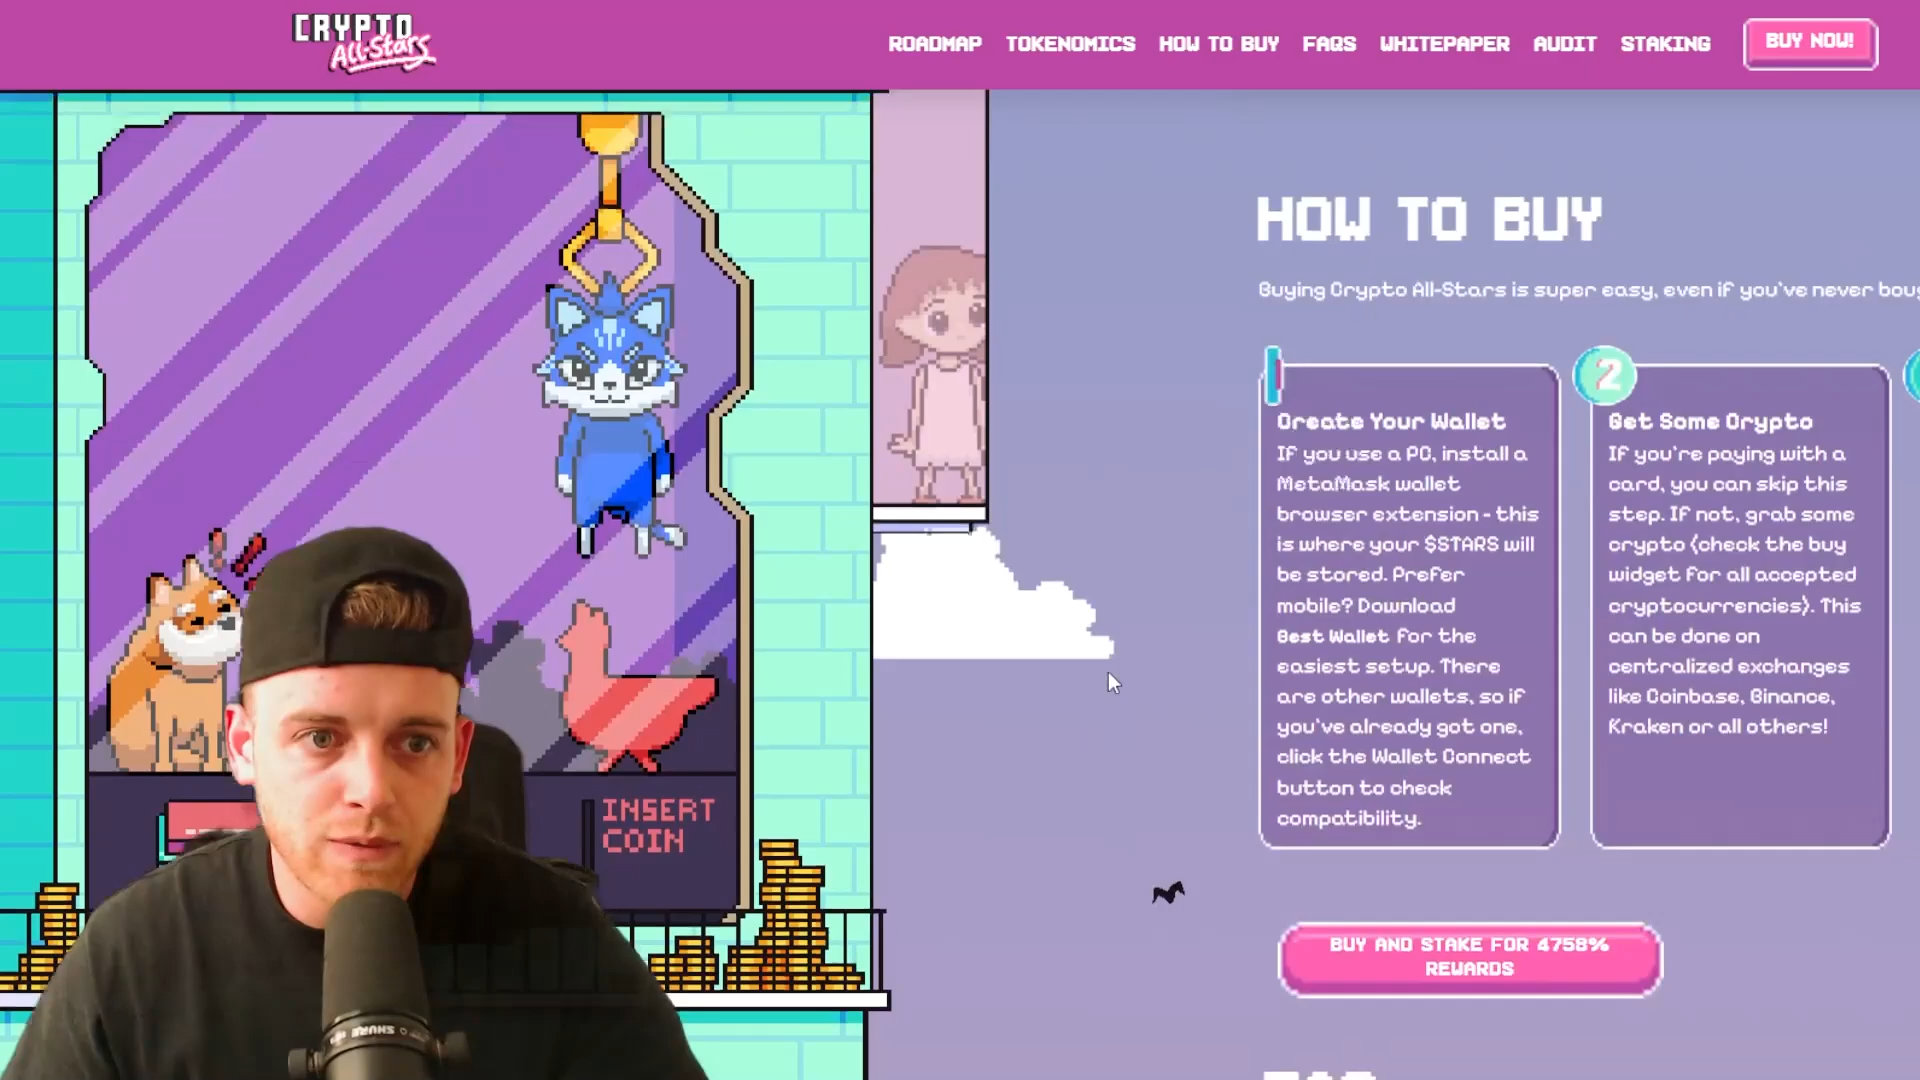 CRYPTO
All-Stars
ROADMAP TOKENOMICS HOW TO BUY FAQS WHITEPAPER AUDIT STAKING BUY NOW!
HOW TO BUY
Buying Crypto All-Stars is super easy, even if you've never
2
Create Your Wallet
If you use a PC, install a
MetaMask wallet
browser extension - this
is where your $STARS will
be stored. Prefer
mobile? Download
Best Wallet for the
easiest setup. There
are other wallets, so if
you've already got one,
click the Wallet Connect
button to check
compatibility.
Get Some Crypto
If you're paying with a
card, you can skip this
step. If not, grab some
crypto (check the buy
widget for all accepted
cryptocurrencies). This
can be done on
centralized exchanges
like Coinbase, Binance,
Kraken or all others!
INSERT
COIN
BUY AND STAKE FOR 4758%
REWARDS
SHURE